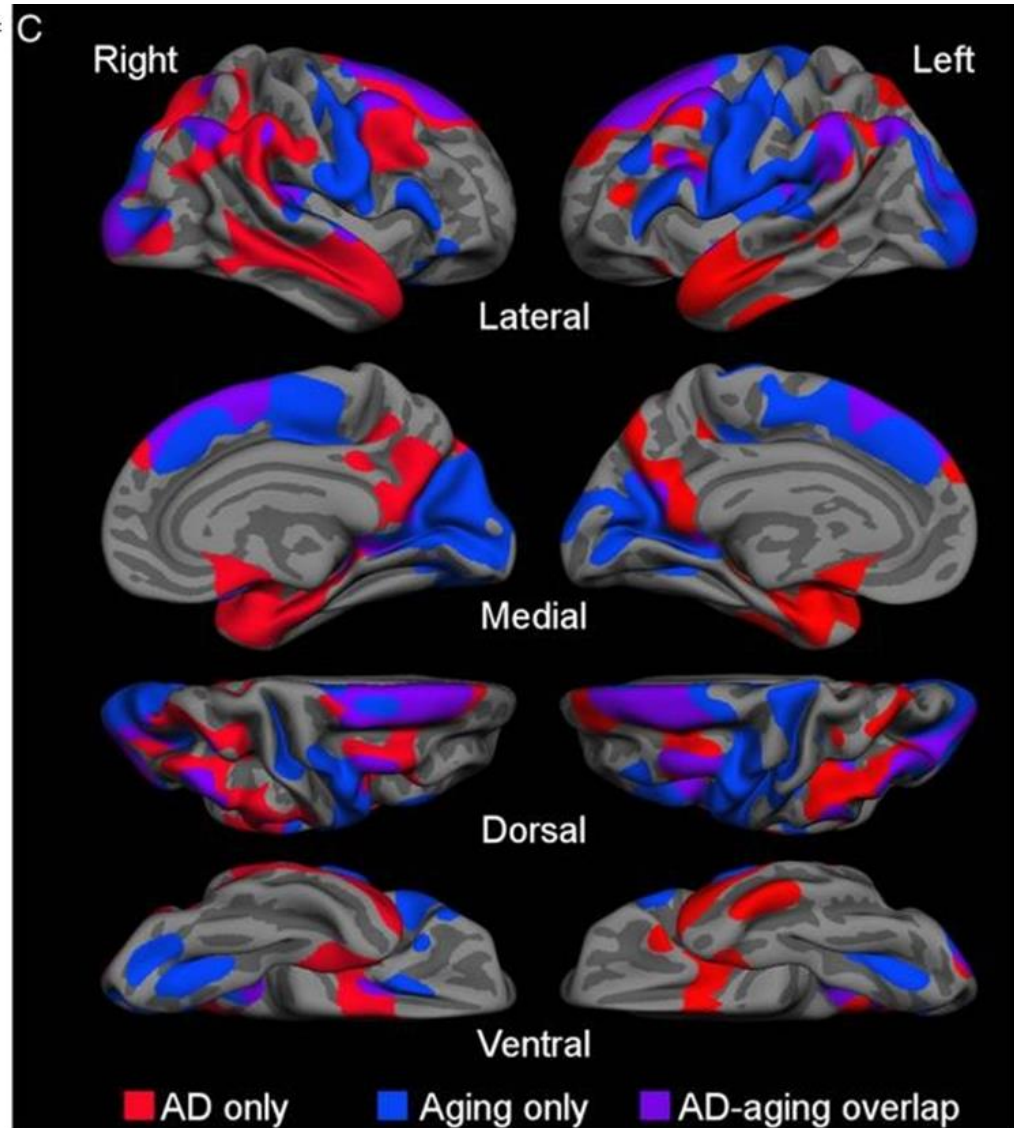 C
Right Left
Lateral
Medial
Dorsal
Ventral
AD only Aging only AD-aging overlap